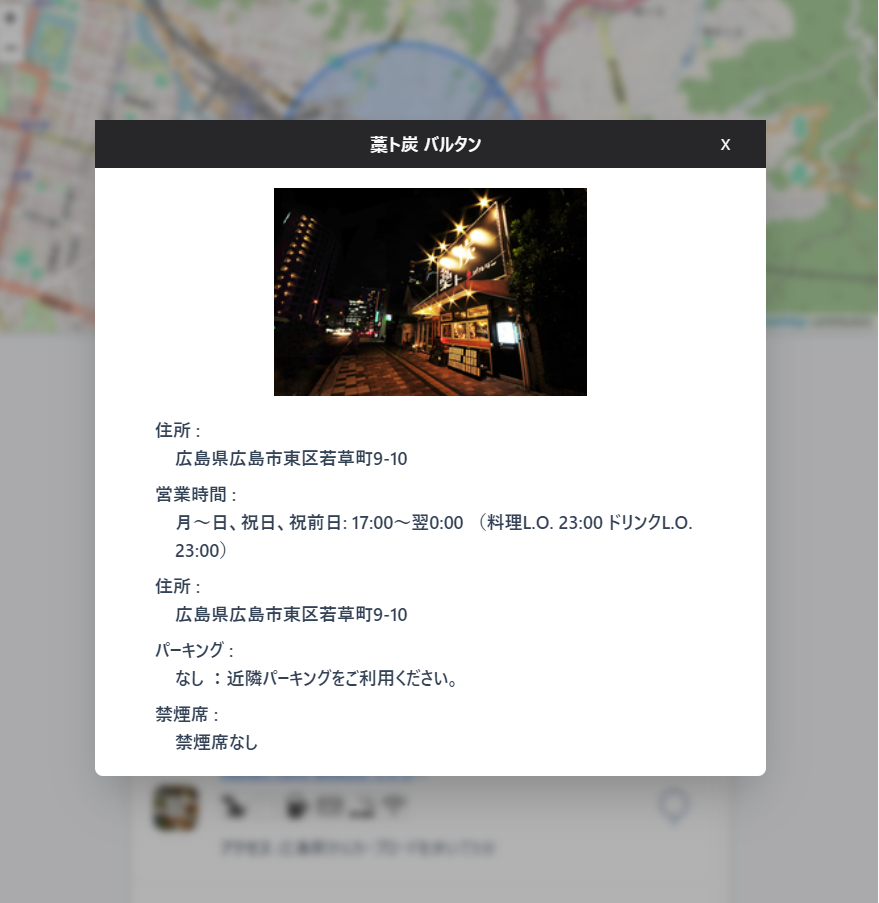 藁ト炭 バルタン
X
住所 :
広島県広島市東区若草町9-10
営業時間 :
月～日、祝日、祝前日: 17:00～翌0:00 （料理L.O. 23:00 ドリンクL.O.
23:00）
住所 :
広島県広島市東区若草町9-10
パーキング :
なし ：近隣パーキングをご利用ください。
禁煙席 :
禁煙席なし